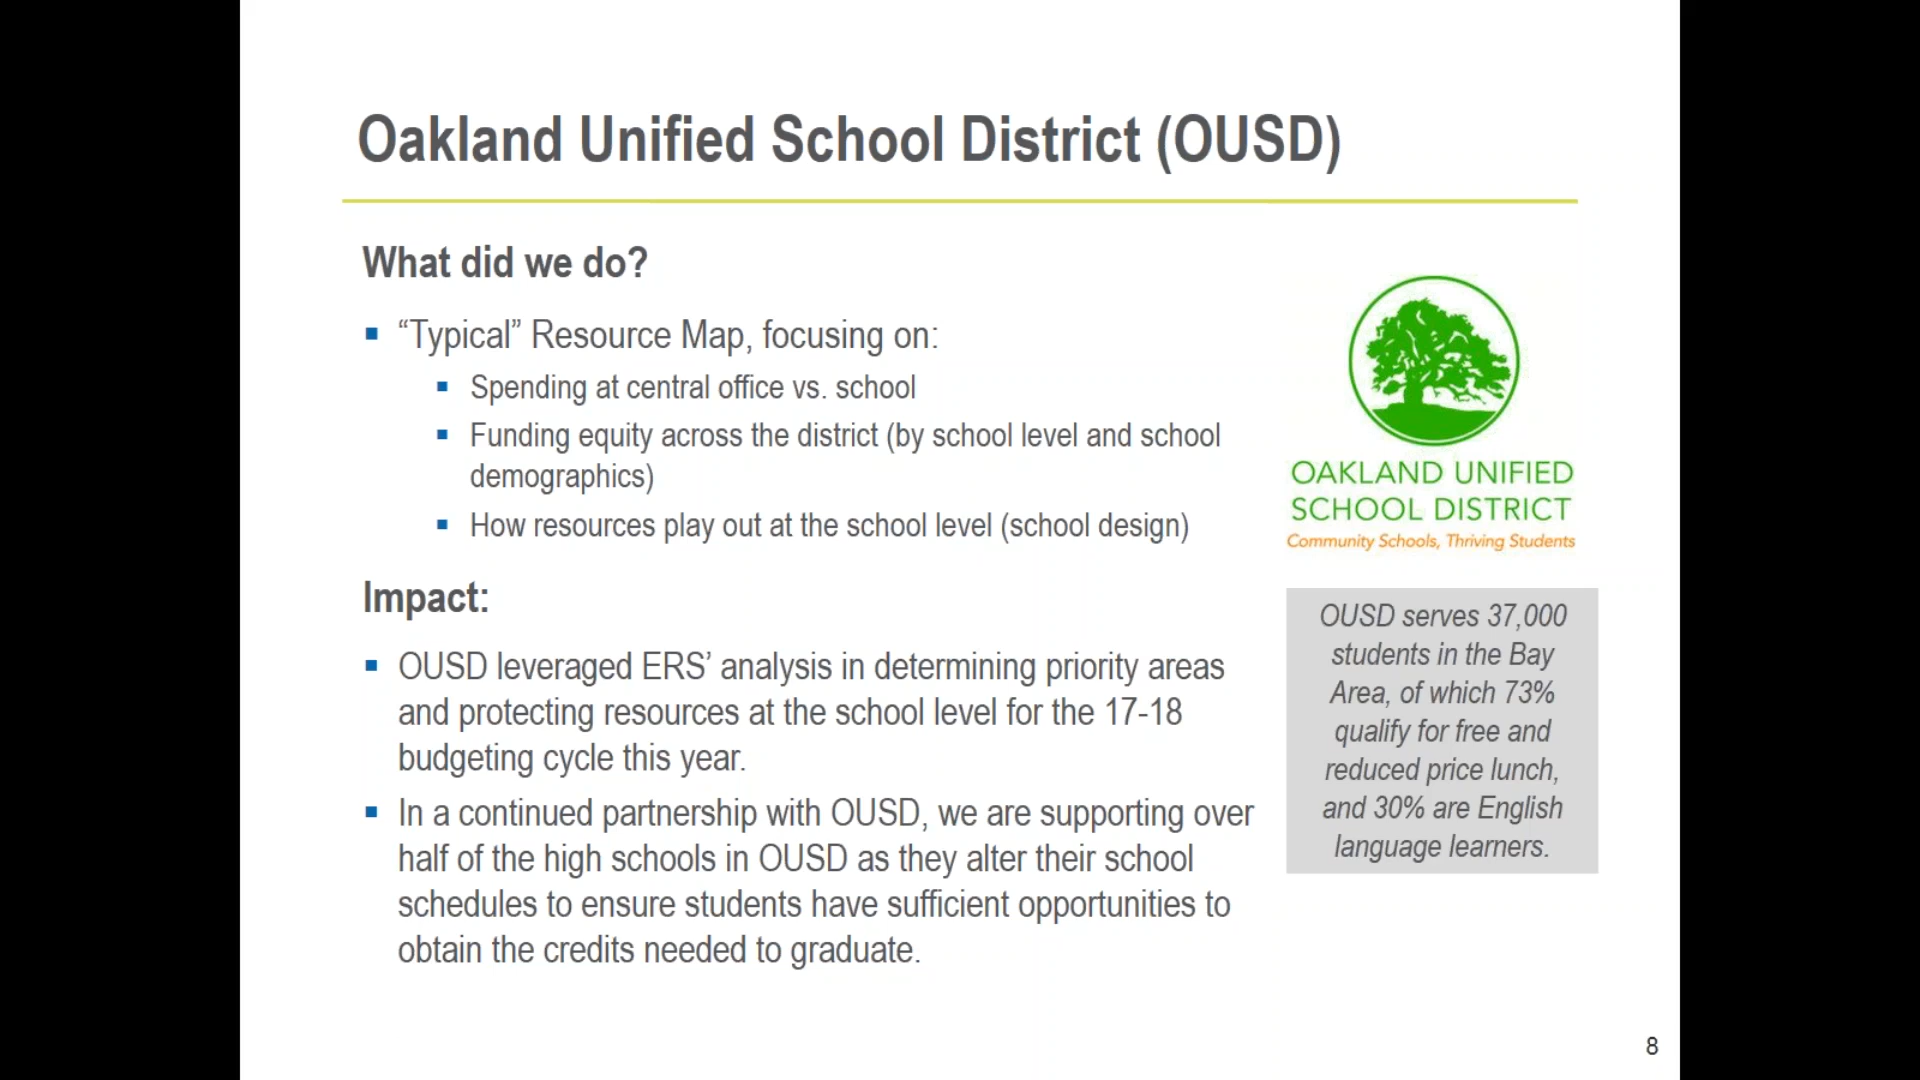 Oakland Unified School District (OUSD)
What did we do?
▪ “Typical” Resource Map, focusing on:
▪ Spending at central office vs. school
▪ Funding equity across the district (by school level and school
demographics)
▪ How resources play out at the school level (school design)
Impact:
▪ OUSD leveraged ERS’ analysis in determining priority areas
and protecting resources at the school level for the 17-18
budgeting cycle this year.
▪ In a continued partnership with OUSD, we are supporting over
half of the high schools in OUSD as they alter their school
schedules to ensure students have sufficient opportunities to
obtain the credits needed to graduate.
OAKLAND UNIFIED
SCHOOL DISTRICT
Community Schools, Thriving Students
OUSD serves 37,000
students in the Bay
Area, of which 73%
qualify for free and
reduced price lunch,
and 30% are English
language learners.
8